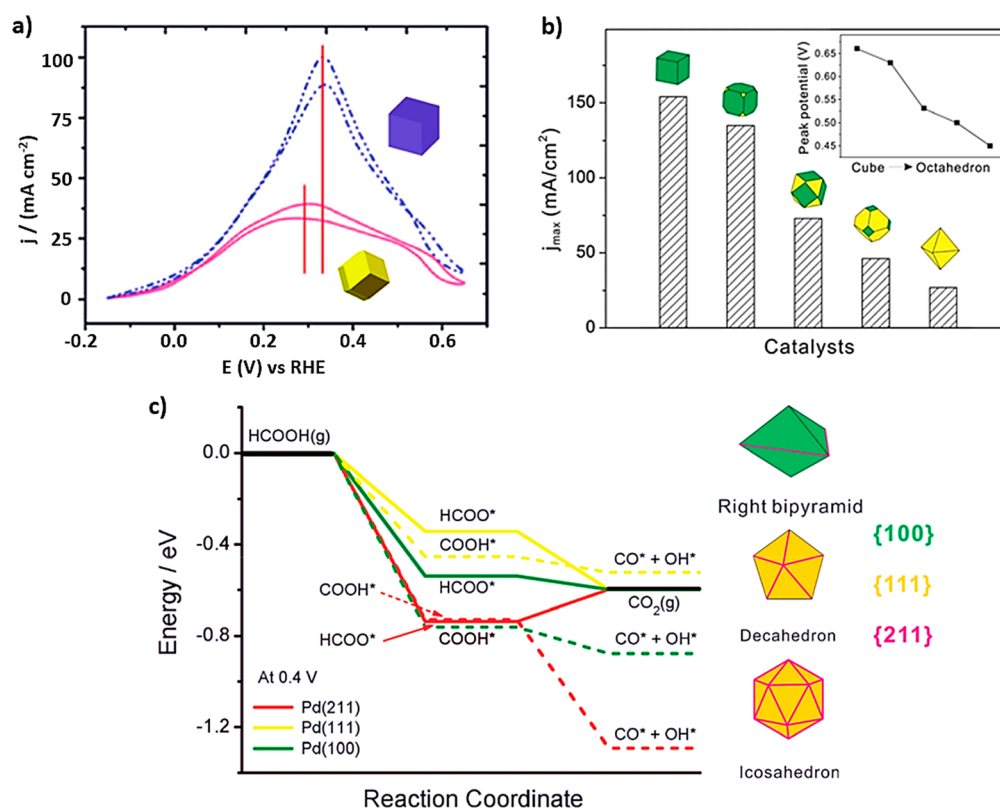 a)
j / (mA cm⁻²)
100
75
50
25
0
-0.2
0.0
0.2
0.4
0.6
E (V) vs RHE
b)
jmax (mA/cm²)
150
100
50
0
Catalysts
Peak potential (V)
0.65
0.60
0.55
0.50
0.45
Cube
Octahedron
c)
Energy / eV
0.0
-0.4
-0.8
-1.2
HCOOH(g)
HCOO*
COOH*
HCOO*
COOH*
HCOO*
COOH*
CO* + OH*
CO₂(g)
CO* + OH*
CO* + OH*
At 0.4 V
Pd(211)
Pd(111)
Pd(100)
Reaction Coordinate
Right bipyramid
{100}
{111}
Decahedron
{211}
Icosahedron